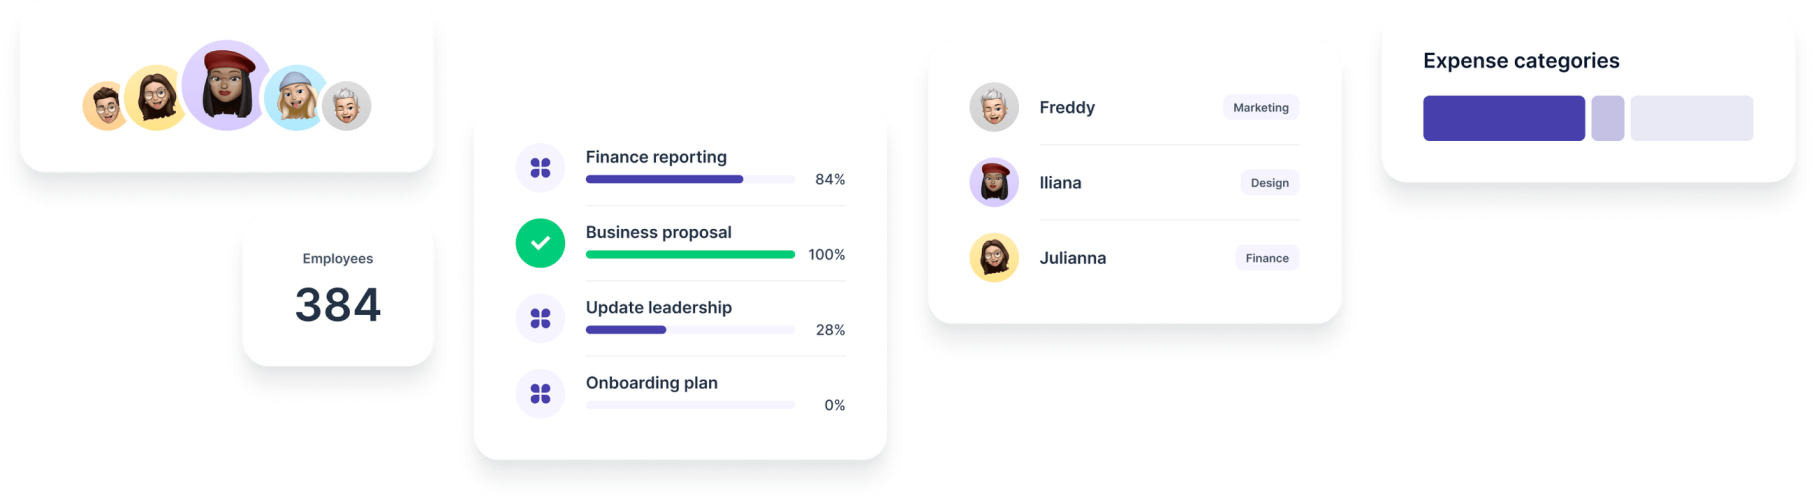 Employees
384
Finance reporting
84%
Business proposal
100%
Update leadership
28%
Onboarding plan
0%
Freddy
Marketing
Iliana
Design
Julianna
Finance
Expense categories